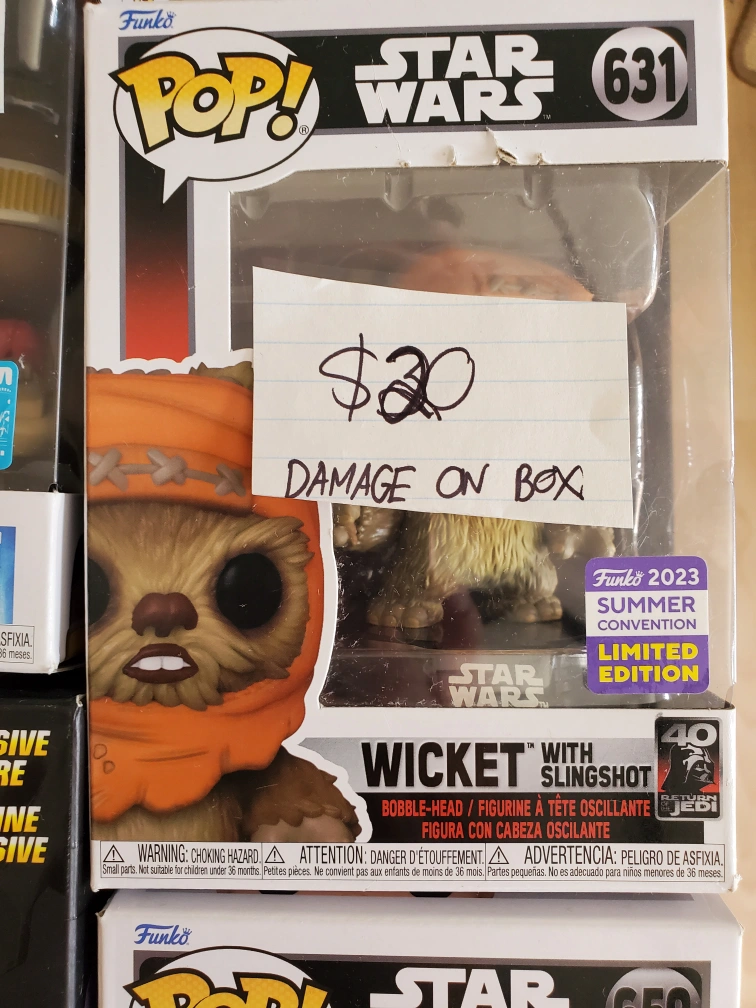 Funko
POP!®
STAR
WARS™
631
$20
DAMAGE ON BOX
Funko 2023
SUMMER
CONVENTION
LIMITED
EDITION
STAR
WARS™
WICKET™ WITH
SLINGSHOT
40
RETURN
OF THE JEDI
BOBBLE-HEAD / FIGURINE À TÊTE OSCILLANTE
FIGURA CON CABEZA OSCILANTE
WARNING: CHOKING HAZARD.
Small parts. Not suitable for children under 36 months.
ATTENTION: DANGER D'ÉTOUFFEMENT.
Petites pièces. Ne convient pas aux enfants de moins de 36 mois.
ADVERTENCIA: PELIGRO DE ASFIXIA.
Partes pequeñas. No es adecuado para niños menores de 36 meses.
SFIXIA.
36 meses.
SIVE
RE
INE
SIVE
Funko
POP!
STAR